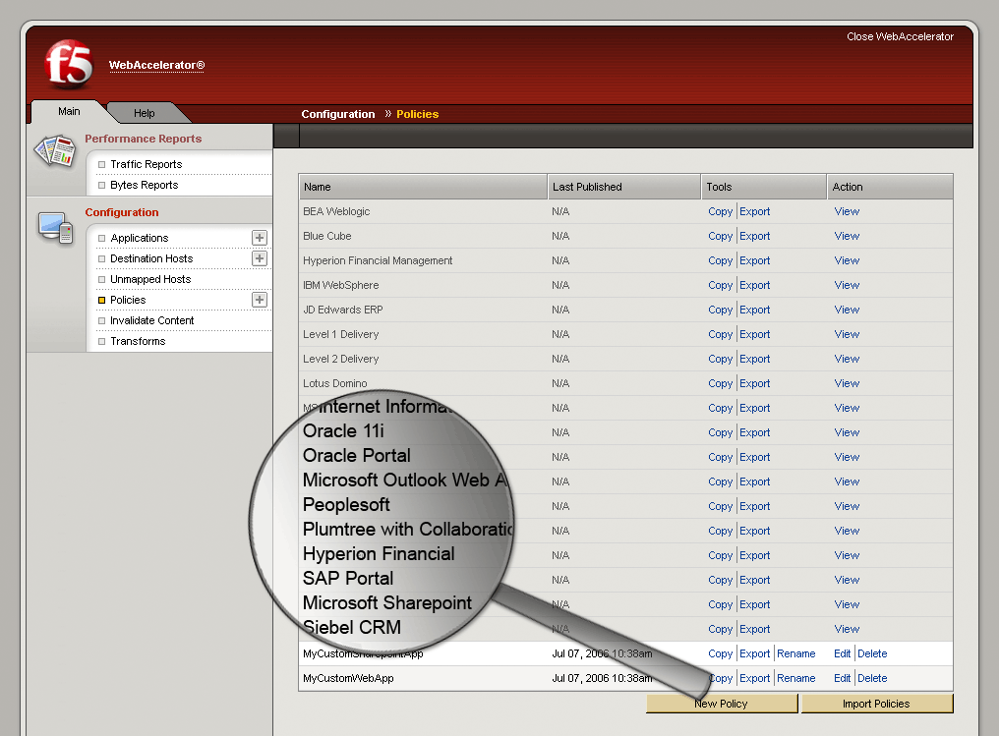 Close WebAccelerator
f5
WebAccelerator®
Main
Help
Configuration » Policies
Performance Reports
Traffic Reports
Bytes Reports
Configuration
Applications
Destination Hosts
Unmapped Hosts
Policies
Invalidate Content
Transforms
Name Last Published Tools Action
BEA Weblogic N/A Copy Export View
Blue Cube N/A Copy Export View
Hyperion Financial Management N/A Copy Export View
IBM WebSphere N/A Copy Export View
JD Edwards ERP N/A Copy Export View
Level 1 Delivery N/A Copy Export View
Level 2 Delivery N/A Copy Export View
Lotus Domino N/A Copy Export View
Internet N/A Copy Export View
Oracle 11i N/A Copy Export View
Oracle Portal N/A Copy Export View
Microsoft Outlook Web A N/A Copy Export View
Peoplesoft N/A Copy Export View
Plumtree with N/A Copy Export View
Hyperion Financial N/A Copy Export View
SAP Portal N/A Copy Export View
Microsoft Sharepoint N/A Copy Export View
Siebel CRM N/A Copy Export View
MyCustomSharepointApp Jul 07, 2006 10:38am Copy Export Rename Edit Delete
MyCustomWebApp Jul 07, 2006 10:38am Copy Export Rename Edit Delete
New Policy
Import Policies